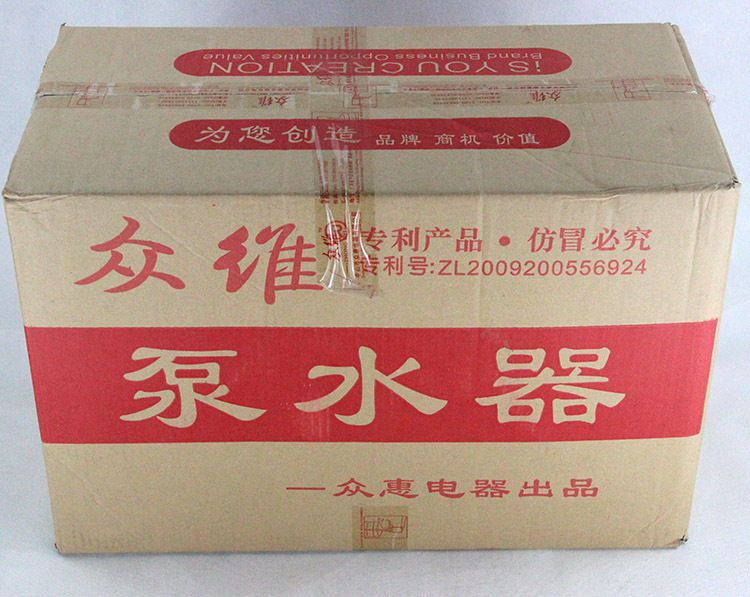 Brand Business Opportunities Value
iS YOU CREATION
众维
为您创造 品牌 商机 价值
众维
专利产品·仿冒必究
专利号:ZL2009200556924
泵水器
—众惠电器出品